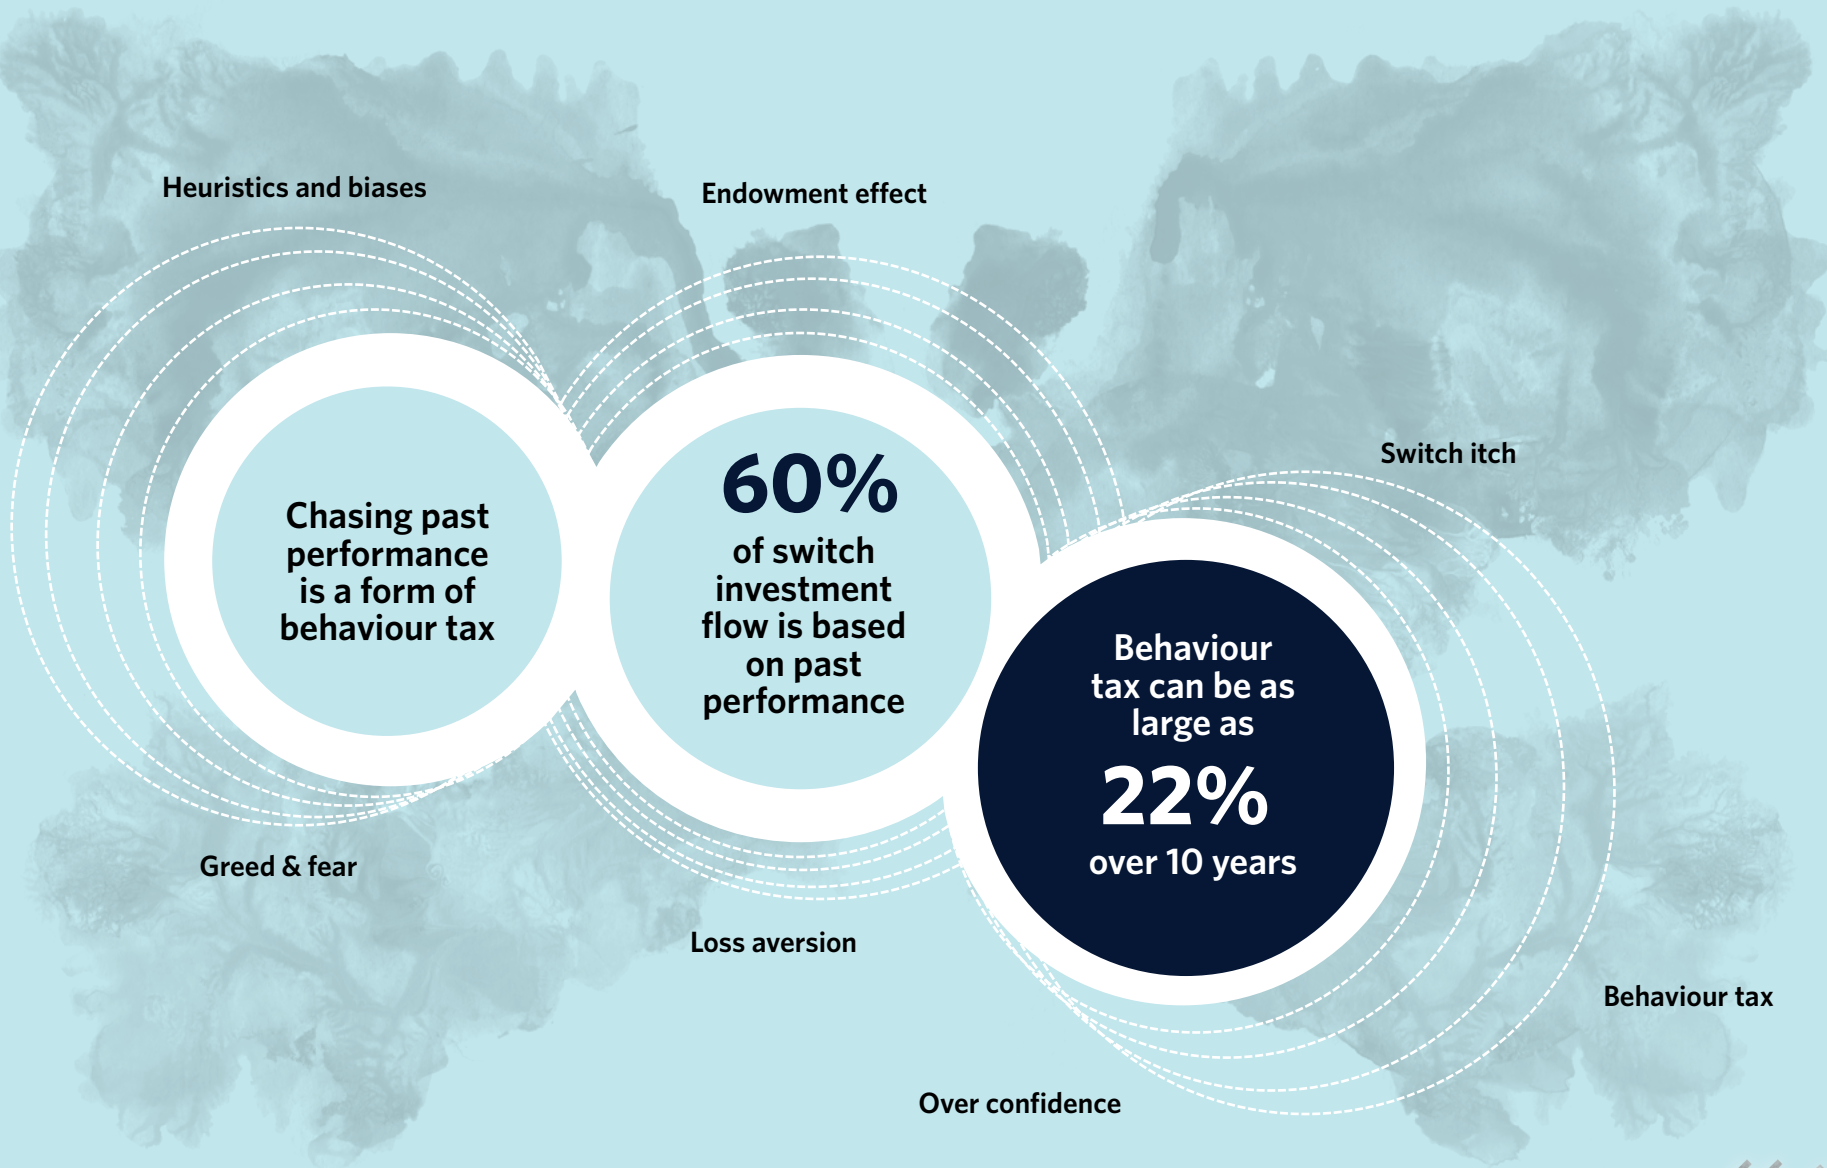 Heuristics and biases
Endowment effect
Switch itch
Chasing past
performance
is a form of
behaviour tax
60%
of switch
investment
flow is based
on past
performance
Behaviour
tax can be as
large as
22%
over 10 years
Greed & fear
Loss aversion
Behaviour tax
Over confidence